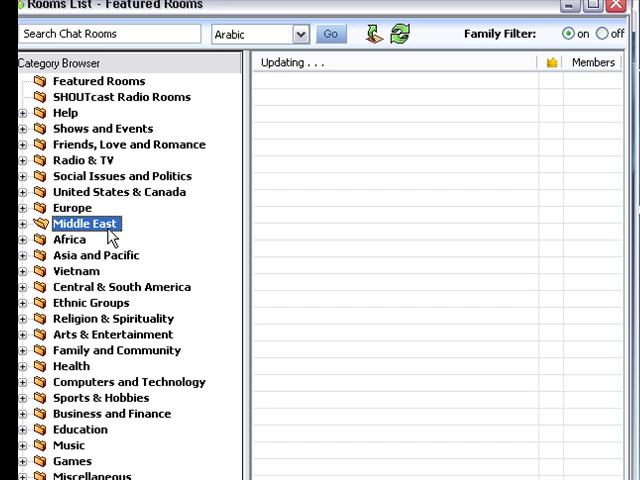 Rooms List - Featured Rooms
Search Chat Rooms
Arabic
Go
Family Filter:
on
off
Category Browser
Updating . . .
Members
Featured Rooms
SHOUTcast Radio Rooms
Help
Shows and Events
Friends, Love and Romance
Radio & TV
Social Issues and Politics
United States & Canada
Europe
Middle East
Africa
Asia and Pacific
Vietnam
Central & South America
Ethnic Groups
Religion & Spirituality
Arts & Entertainment
Family and Community
Health
Computers and Technology
Sports & Hobbies
Business and Finance
Education
Music
Games
Miscellaneous